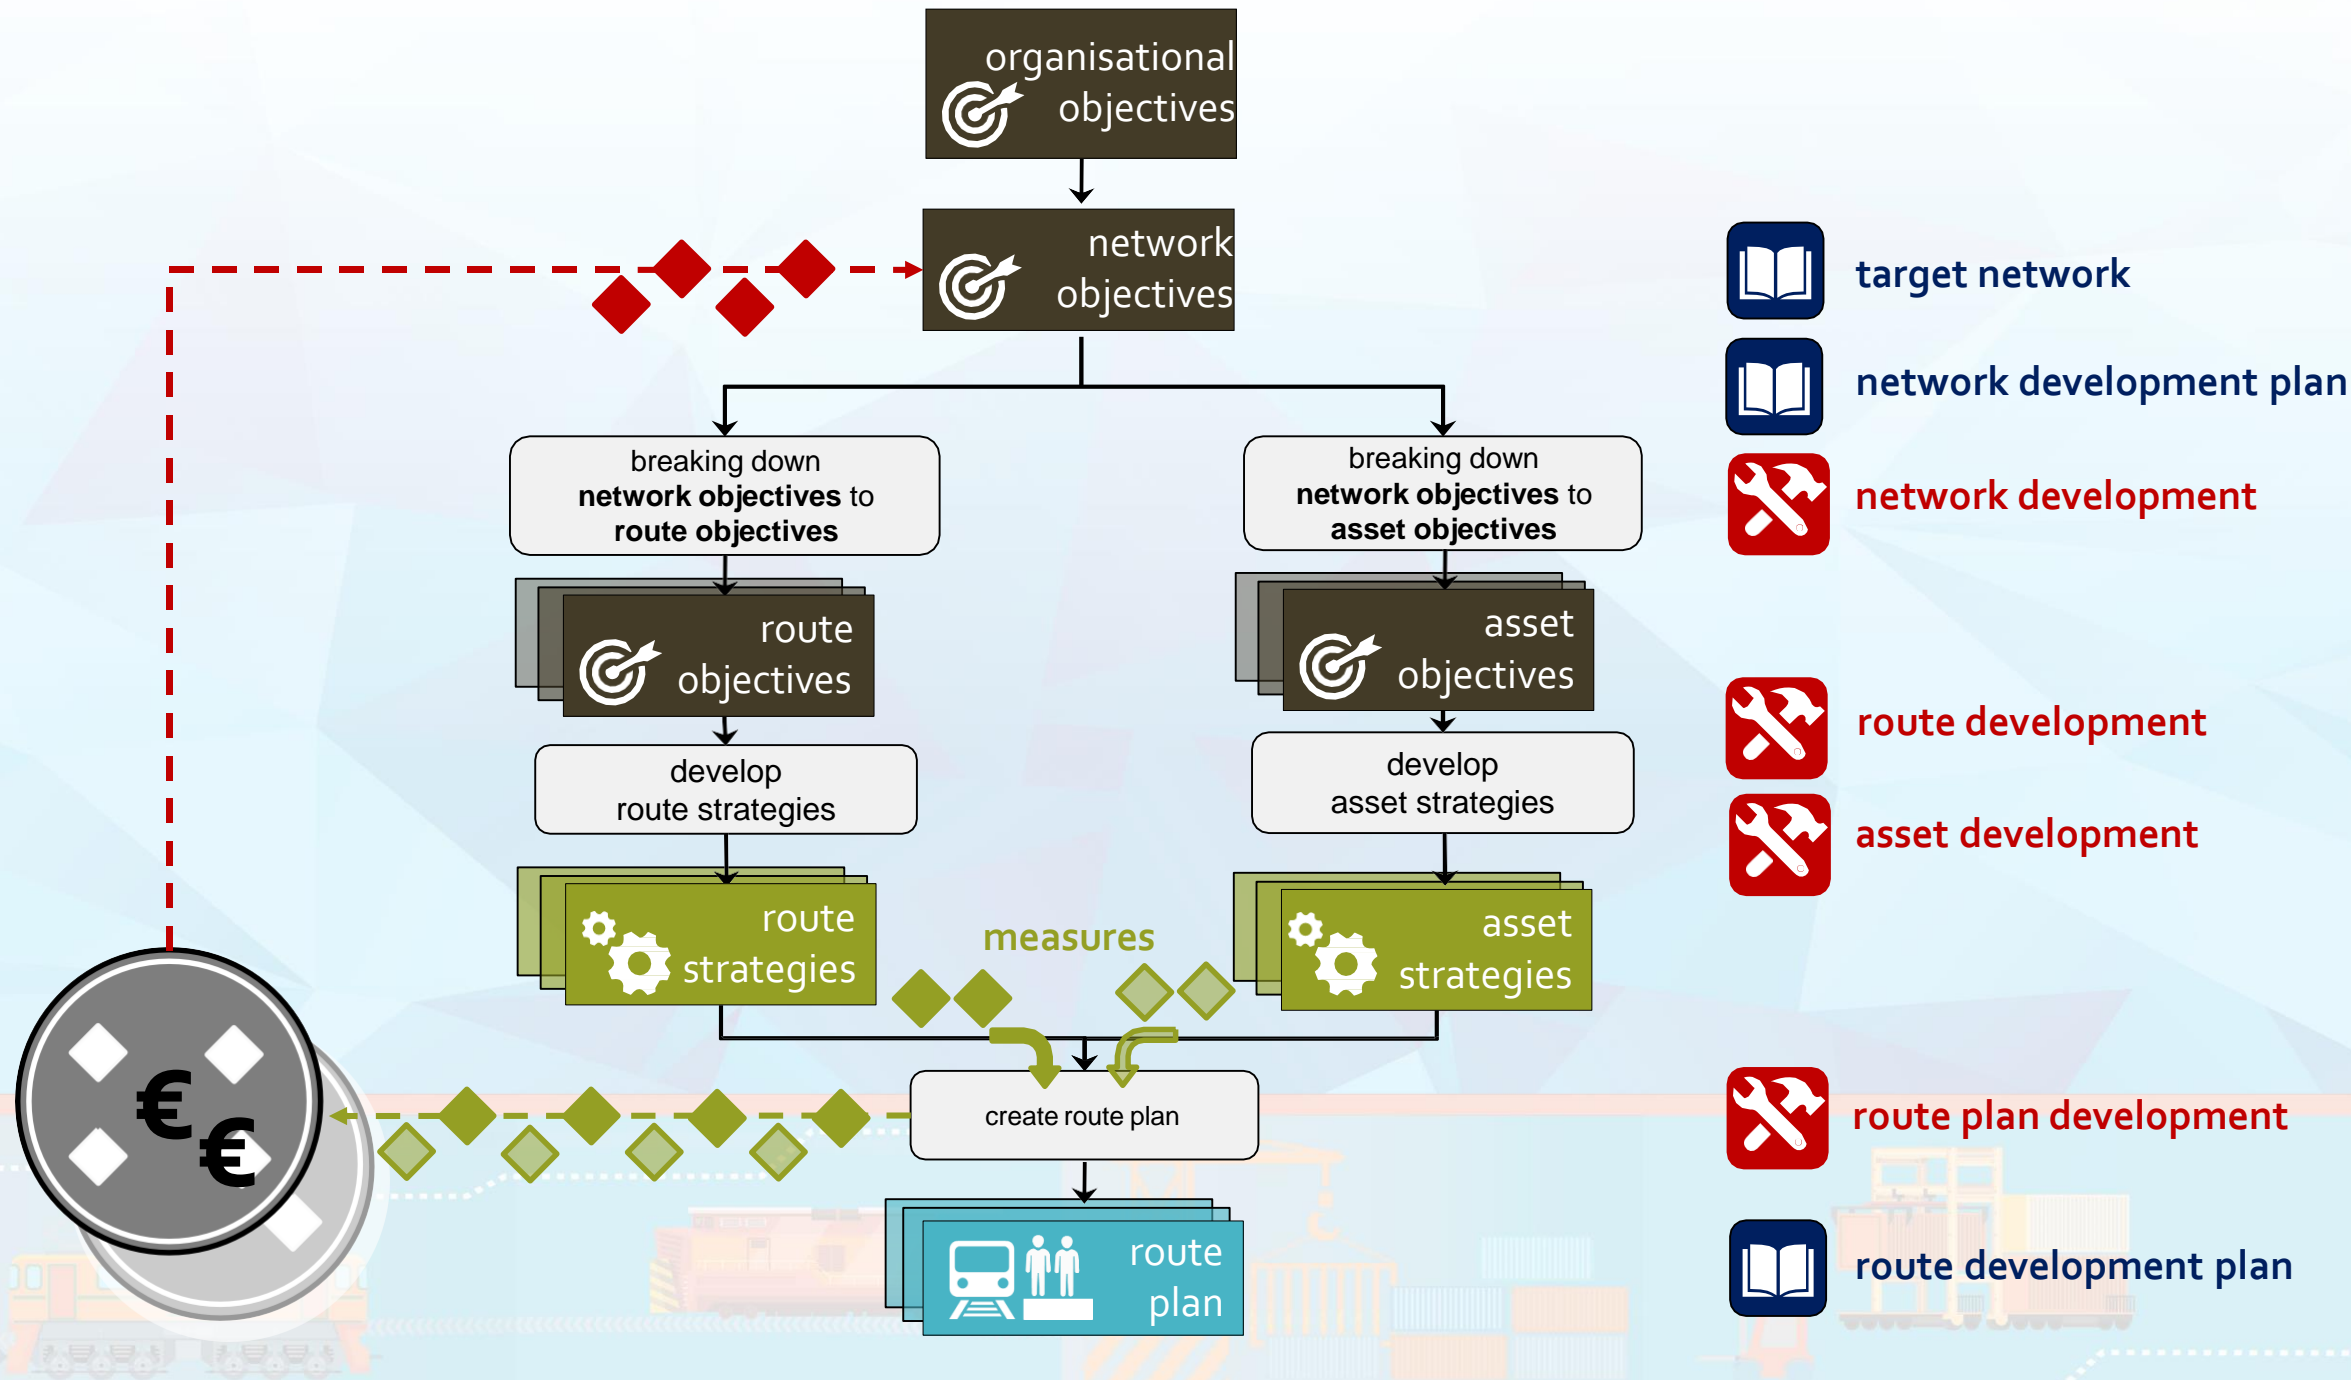 organisational
objectives
network
objectives
target network
network development plan
breaking down
network objectives to
route objectives
breaking down
network objectives to
asset objectives
network development
route
objectives
asset
objectives
route development
develop
route strategies
develop
asset strategies
asset development
route
strategies
measures
asset
strategies
€
€
create route plan
route plan development
route
plan
route development plan